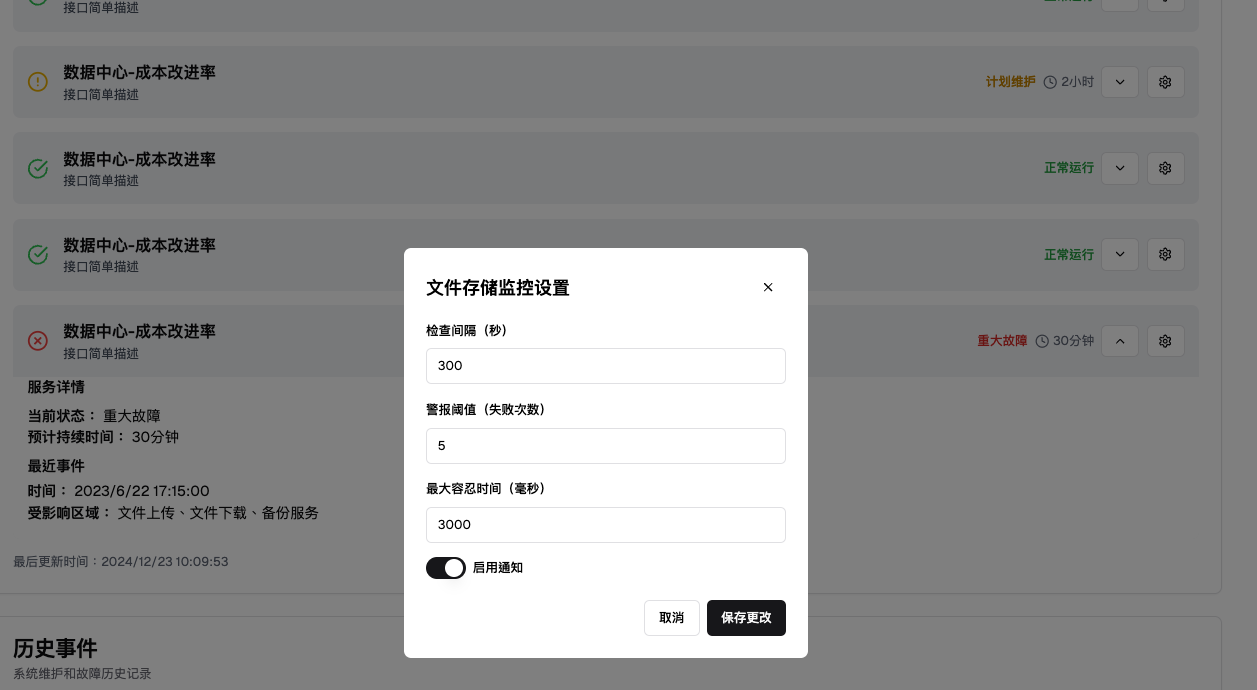 接口简单描述
数据中心-成本改进率
接口简单描述
计划维护 2小时
数据中心-成本改进率
接口简单描述
正常运行
数据中心-成本改进率
接口简单描述
正常运行
数据中心-成本改进率
接口简单描述
重大故障 30分钟
服务详情
当前状态： 重大故障
预计持续时间： 30分钟
最近事件
时间： 2023/6/22 17:15:00
受影响区域： 文件上传、文件下载、备份服务
最后更新时间：2024/12/23 10:09:53
历史事件
系统维护和故障历史记录
文件存储监控设置
检查间隔（秒）
300
警报阈值（失败次数）
5
最大容忍时间（毫秒）
3000
启用通知
取消 保存更改